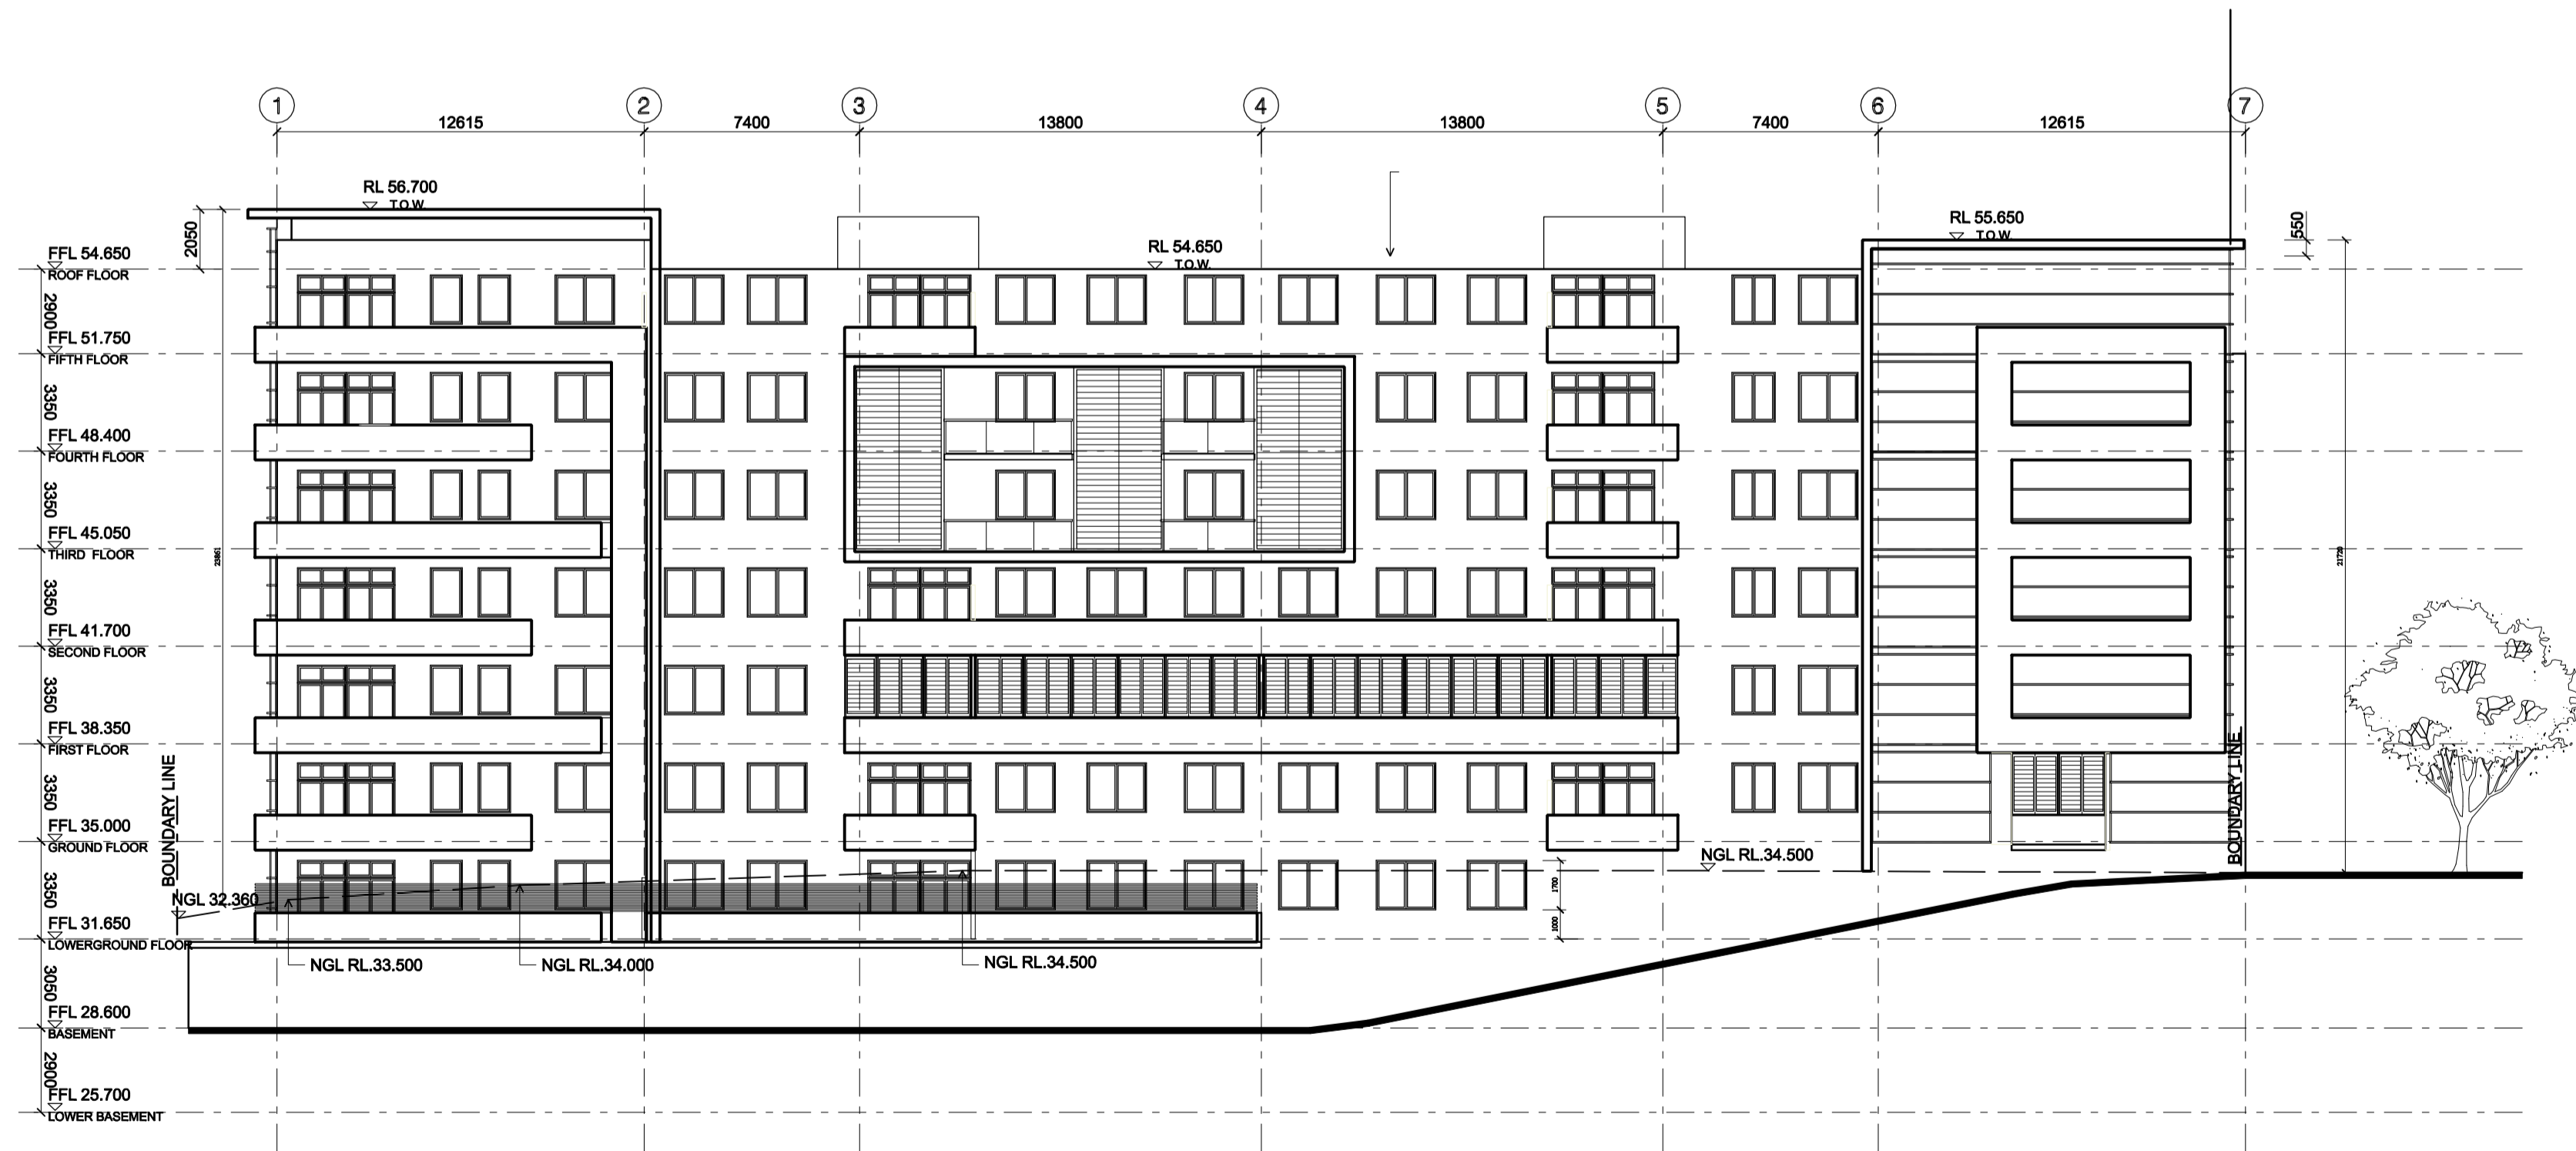 1 2 3 4 5 6 7
12615 7400 13800 13800 7400 12615
RL 56.700
T.O.W.
RL 54.650
T.O.W.
RL 55.650
T.O.W.
2050
550
FFL 54.650
ROOF FLOOR
2900
FFL 51.750
FIFTH FLOOR
3350
FFL 48.400
FOURTH FLOOR
3350
FFL 45.050
THIRD FLOOR
23861
21720
3350
FFL 41.700
SECOND FLOOR
3350
FFL 38.350
FIRST FLOOR
BOUNDARY LINE
BOUNDARY LINE
3350
FFL 35.000
GROUND FLOOR
NGL RL.34.500
3350
1700
1000
NGL 32.360
FFL 31.650
LOWERGROUND FLOOR
NGL RL.33.500
NGL RL.34.000
NGL RL.34.500
3050
FFL 28.600
BASEMENT
2900
FFL 25.700
LOWER BASEMENT